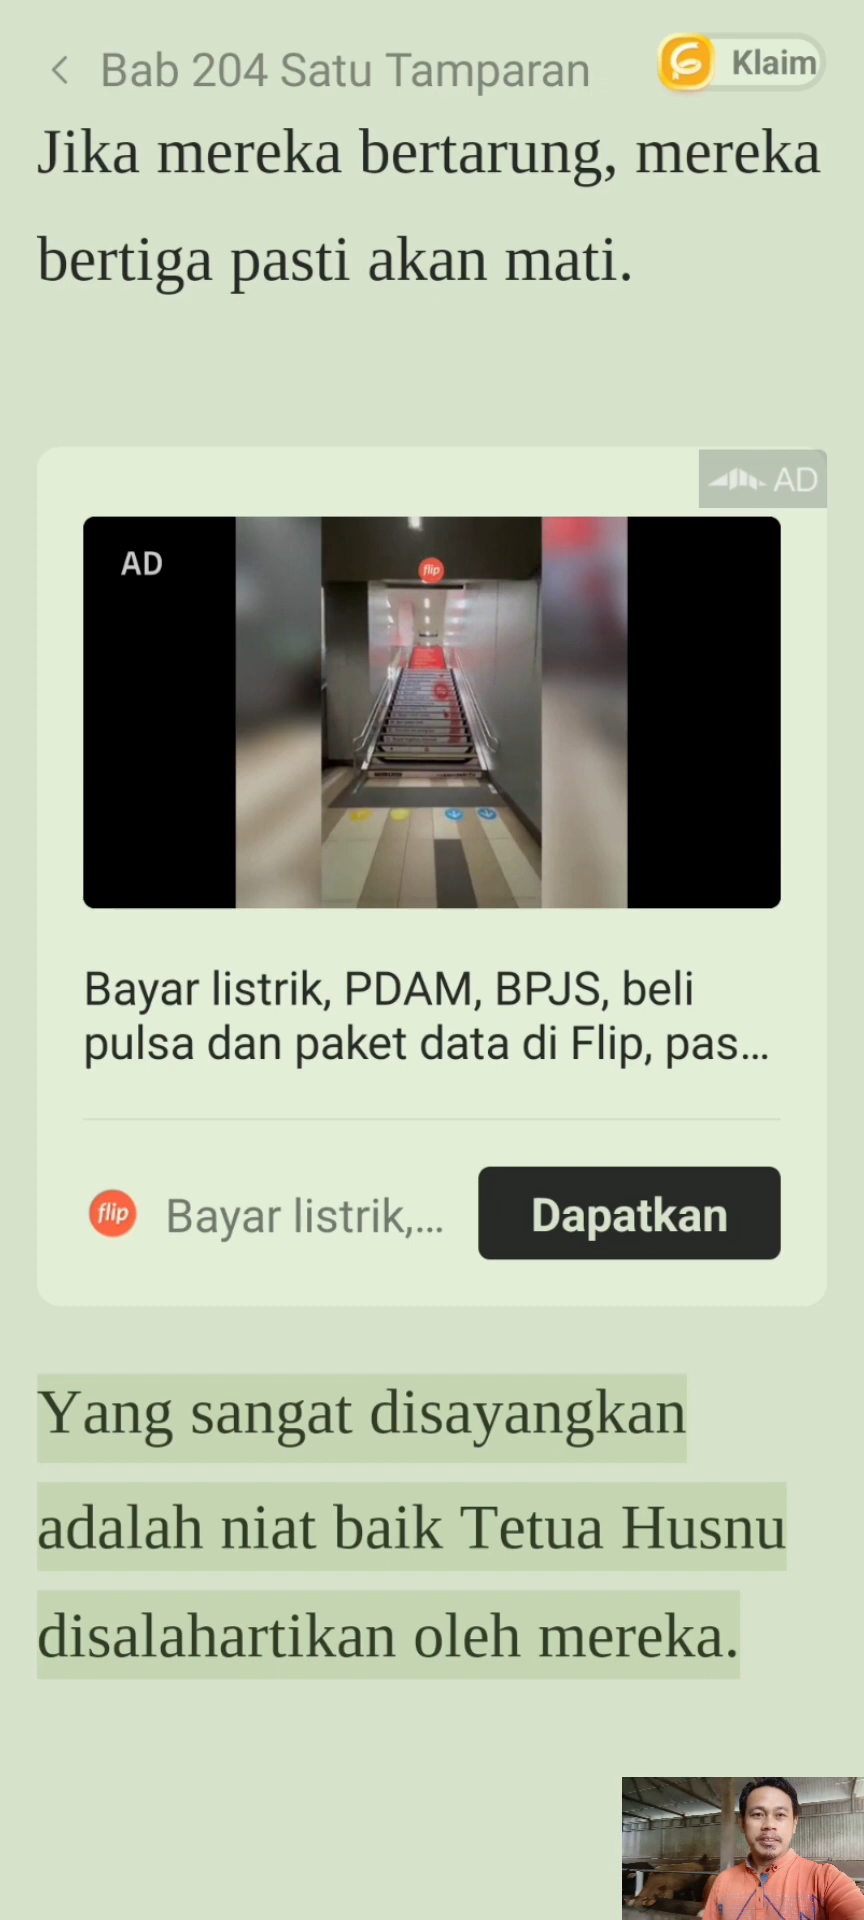 Bab 204 Satu Tamparan
Klaim
Jika mereka bertarung, mereka
bertiga pasti akan mati.
AD
AD
flip
Bayar listrik, PDAM, BPJS, beli
pulsa dan paket data di Flip, pas...
flip
Bayar listrik,...
Dapatkan
Yang sangat disayangkan
adalah niat baik Tetua Husnu
disalahartikan oleh mereka.